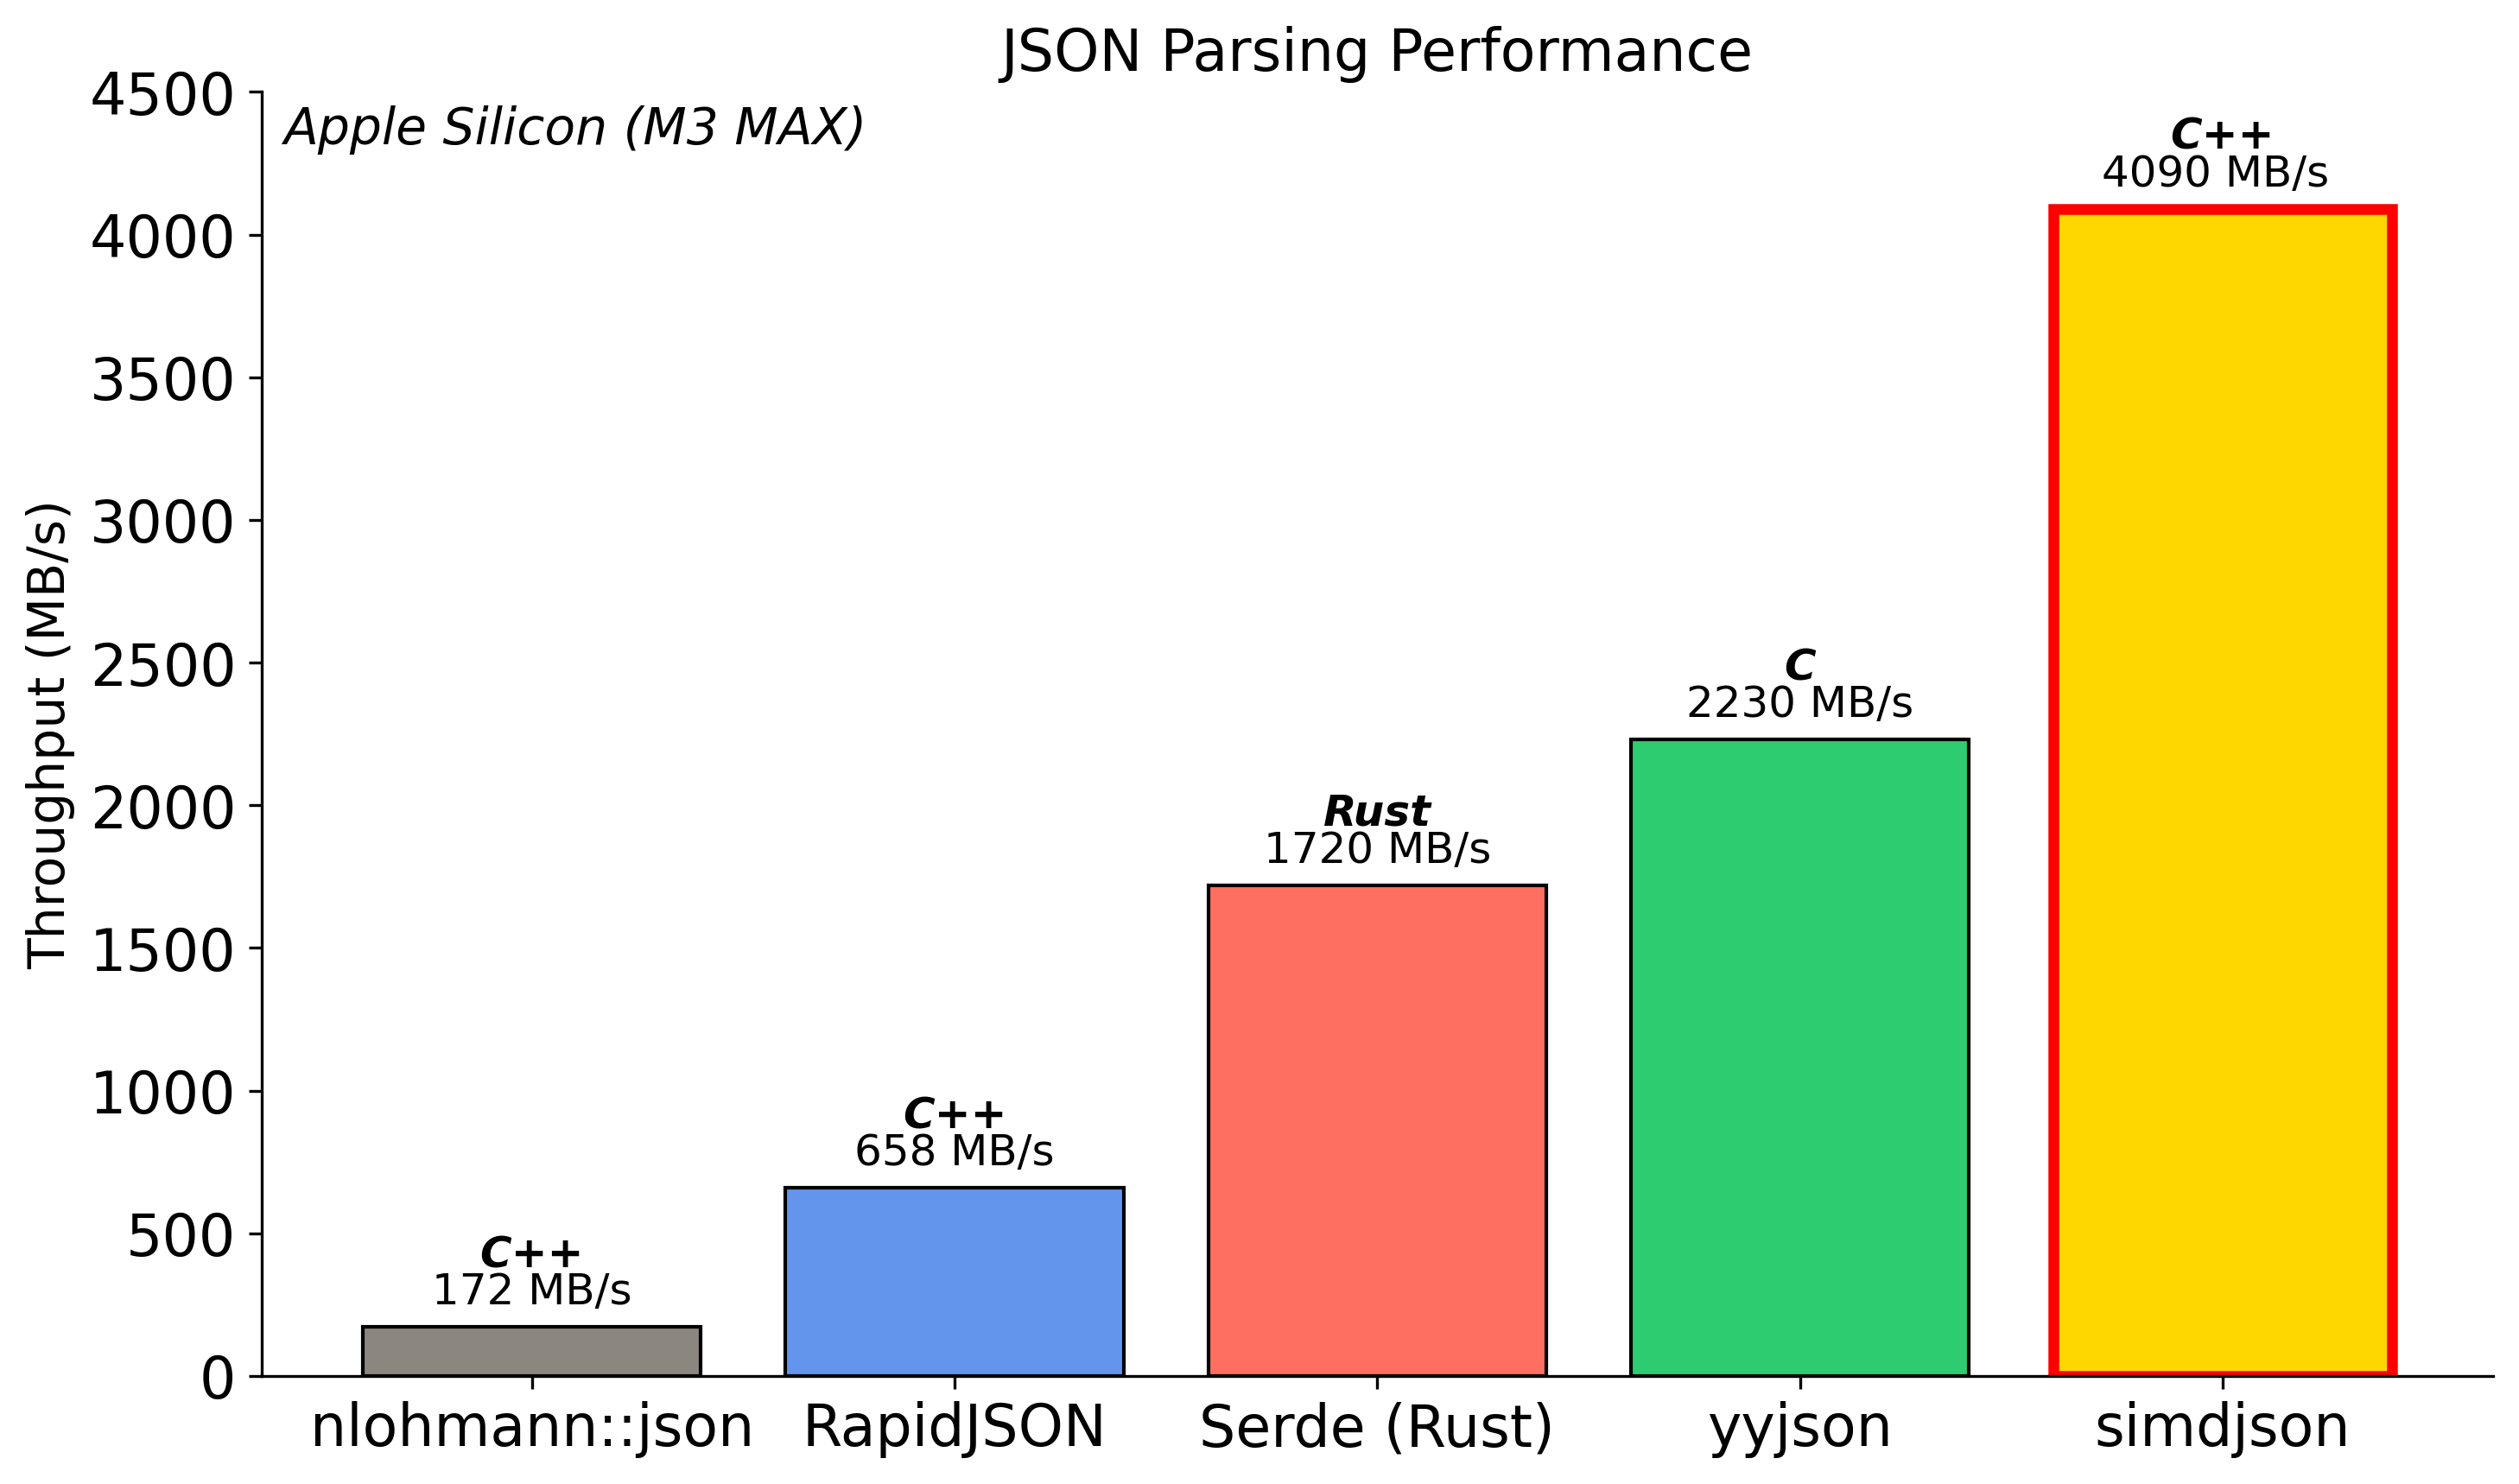 JSON Parsing Performance
Apple Silicon (M3 MAX)
Throughput (MB/s)
4500
4000
3500
3000
2500
2000
1500
1000
500
0
C++
172 MB/s
C++
658 MB/s
Rust
1720 MB/s
C
2230 MB/s
C++
4090 MB/s
nlohmann::json
RapidJSON
Serde (Rust)
yyjson
simdjson